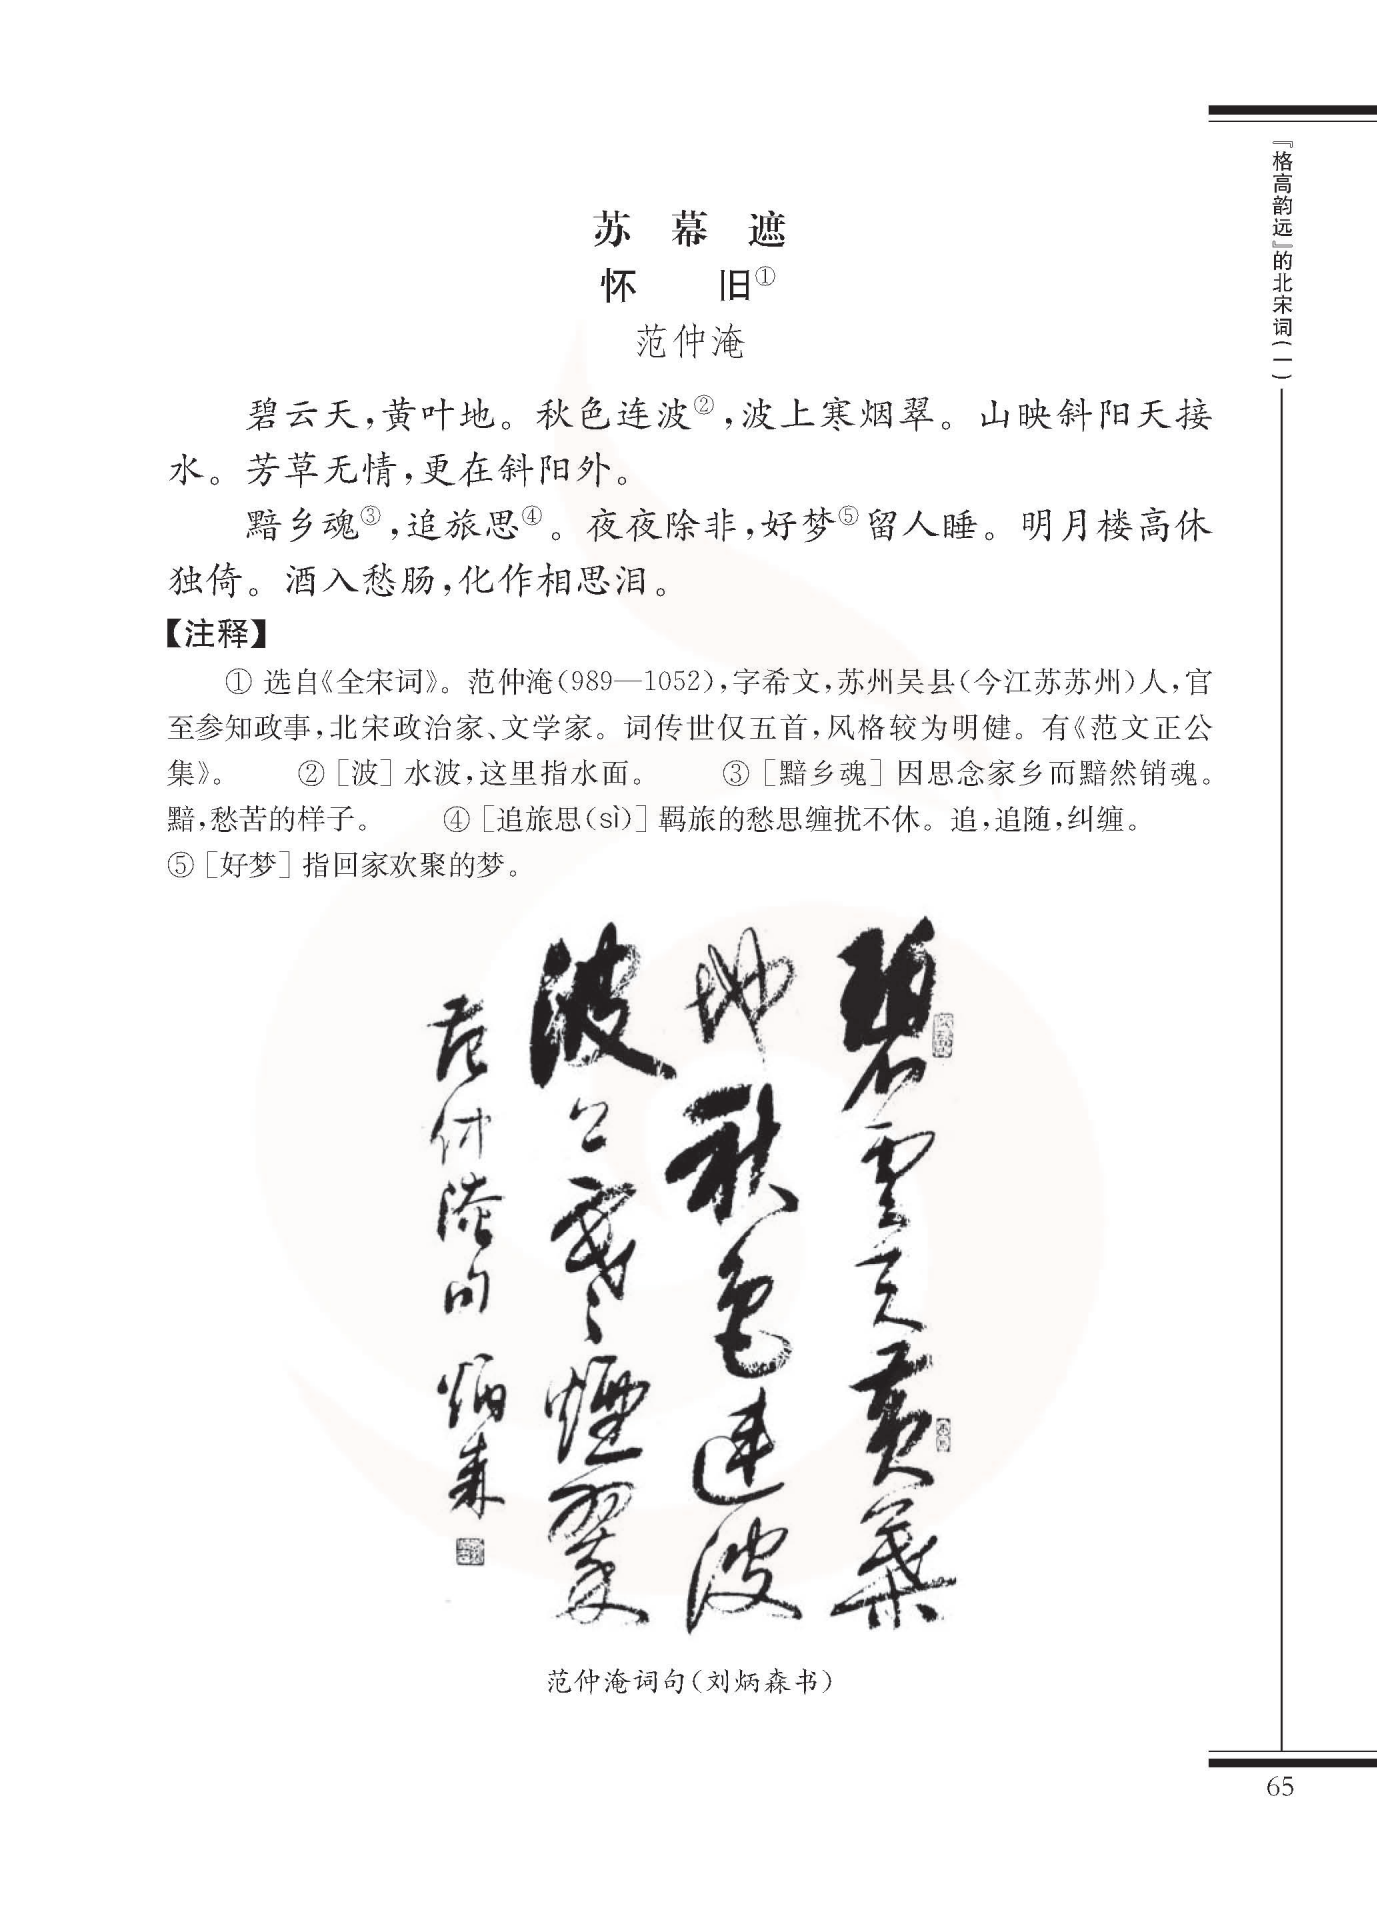 『格高韵远』的北宋词(一)
苏幕遮
怀旧①
范仲淹
碧云天,黄叶地。秋色连波②,波上寒烟翠。山映斜阳天接
水。芳草无情,更在斜阳外。
黯乡魂③,追旅思④。夜夜除非,好梦⑤留人睡。明月楼高休
独倚。酒入愁肠,化作相思泪。
【注释】
① 选自《全宋词》。范仲淹(989—1052),字希文,苏州吴县(今江苏苏州)人,官
至参知政事,北宋政治家、文学家。词传世仅五首,风格较为明健。有《范文正公
集》。 ②[波] 水波,这里指水面。 ③[黯乡魂] 因思念家乡而黯然销魂。
黯,愁苦的样子。 ④[追旅思(sì)] 羁旅的愁思缠扰不休。追,追随,纠缠。
⑤[好梦] 指回家欢聚的梦。
碧雲天黄葉
地秋色連波
波上寒煙翠
范仲淹句 炳森
范仲淹词句(刘炳森书)
65